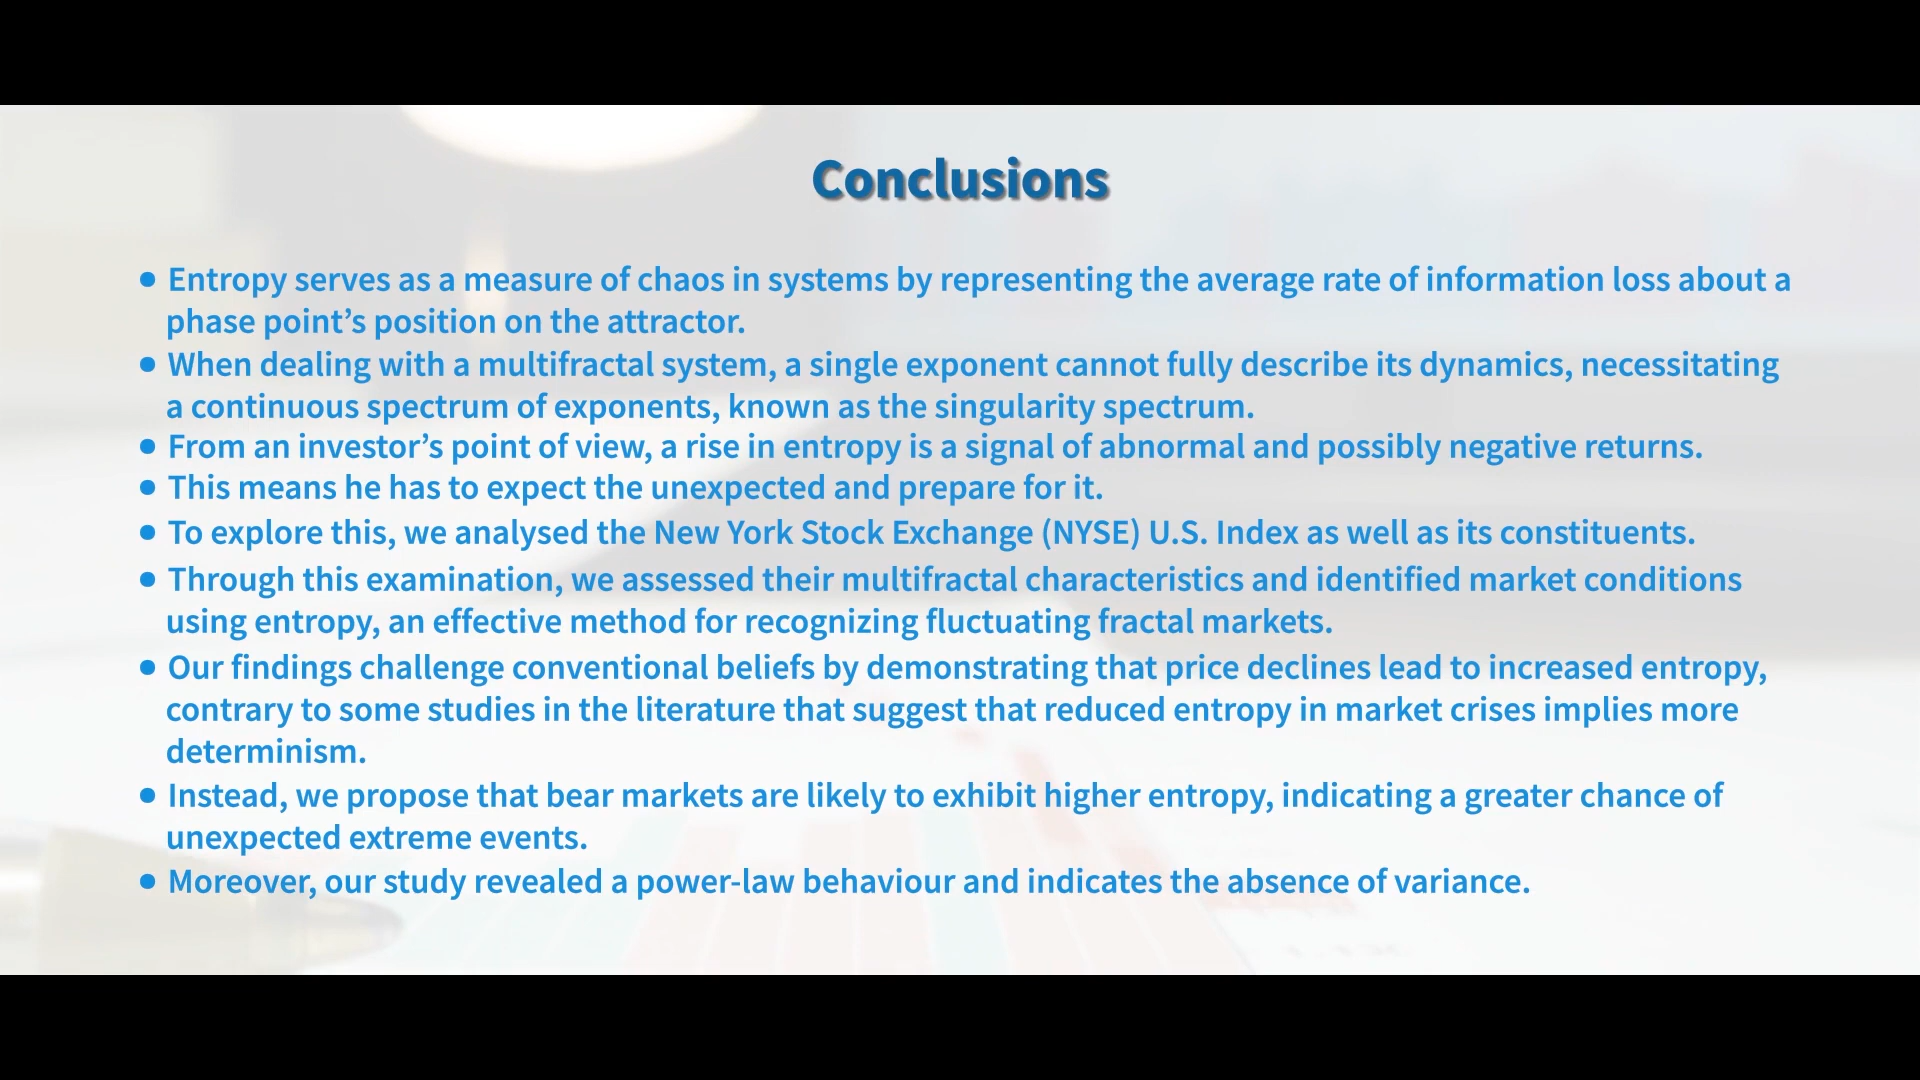 Conclusions
• Entropy serves as a measure of chaos in systems by representing the average rate of information loss about a
phase point’s position on the attractor.
• When dealing with a multifractal system, a single exponent cannot fully describe its dynamics, necessitating
a continuous spectrum of exponents, known as the singularity spectrum.
• From an investor’s point of view, a rise in entropy is a signal of abnormal and possibly negative returns.
• This means he has to expect the unexpected and prepare for it.
• To explore this, we analysed the New York Stock Exchange (NYSE) U.S. Index as well as its constituents.
• Through this examination, we assessed their multifractal characteristics and identified market conditions
using entropy, an effective method for recognizing fluctuating fractal markets.
• Our findings challenge conventional beliefs by demonstrating that price declines lead to increased entropy,
contrary to some studies in the literature that suggest that reduced entropy in market crises implies more
determinism.
• Instead, we propose that bear markets are likely to exhibit higher entropy, indicating a greater chance of
unexpected extreme events.
• Moreover, our study revealed a power-law behaviour and indicates the absence of variance.